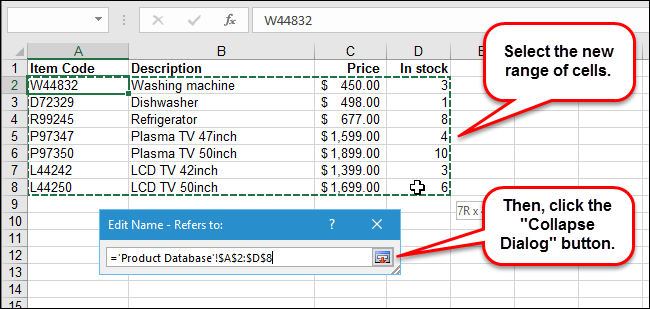 W44832
A B C D E
1 Item Code Description Price In stock
2 W44832 Washing machine $ 450.00 3
3 D72329 Dishwasher $ 498.00 1
4 R99245 Refrigerator $ 677.00 8
5 P97347 Plasma TV 47inch $ 1,599.00 4
6 P97350 Plasma TV 50inch $ 1,899.00 10
7 L44242 LCD TV 42inch $ 1,399.00 3
8 L44250 LCD TV 50inch $ 1,699.00 6
9
10
11
12
13
14
7R x
Edit Name - Refers to:
='Product Database'!$A$2:$D$8
Select the new
range of cells.
Then, click the
"Collapse
Dialog" button.